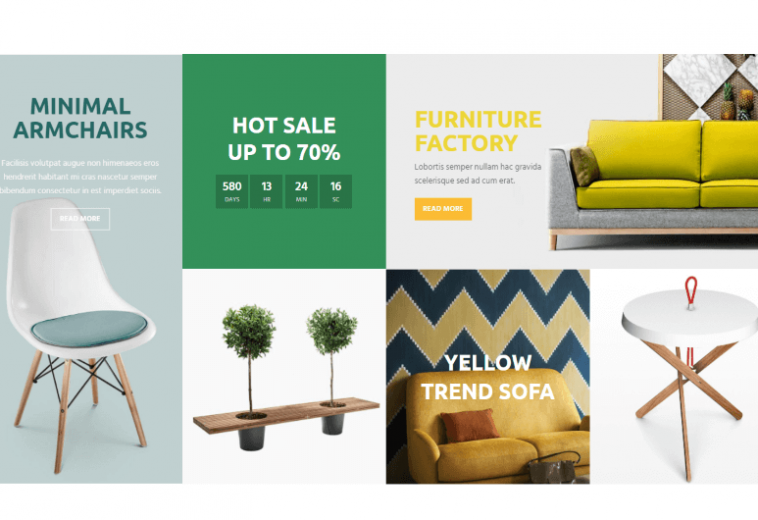 MINIMAL
ARMCHAIRS
Facilisis volutpat augue non himenaeos eros
hendrerit habitant mi cras nascetur semper
bibendum consectetur in est imperdiet sociis.
READ MORE
HOT SALE
UP TO 70%
580 13 24 16
DAYS HR MIN SC
FURNITURE
FACTORY
Lobortis semper nullam hac gravida
scelerisque sed ad cum erat.
READ MORE
YELLOW
TREND SOFA